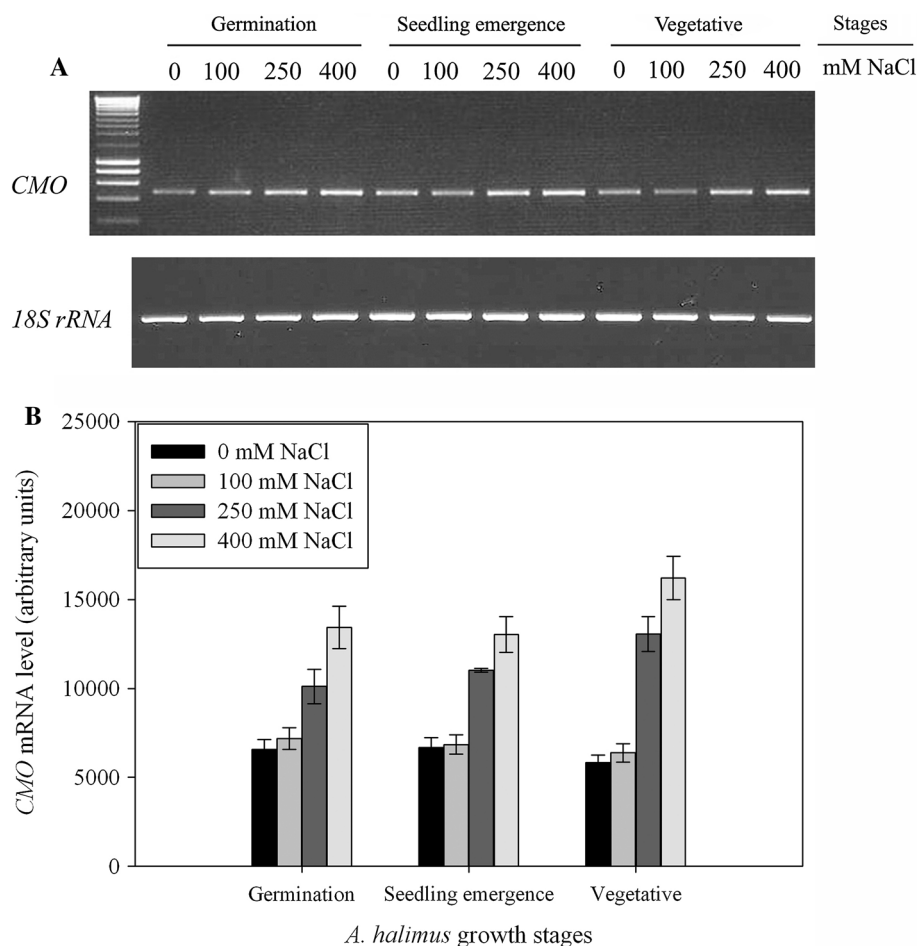 Germination Seedling emergence Vegetative Stages
A 0 100 250 400 0 100 250 400 0 100 250 400 mM NaCl
CMO
18S rRNA
B
25000
20000
15000
10000
5000
0
CMO mRNA level (arbitrary units)
0 mM NaCl
100 mM NaCl
250 mM NaCl
400 mM NaCl
Germination Seedling emergence Vegetative
A. halimus growth stages